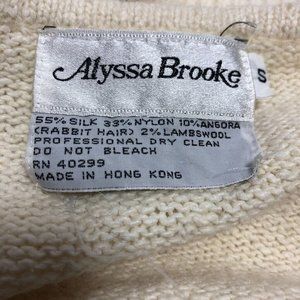 Alyssa Brooke
S
55% SILK 33% NYLON 10% ANGORA
(RABBIT HAIR) 2% LAMBSWOOL
PROFESSIONAL DRY CLEAN
DO NOT BLEACH
RN 40299
MADE IN HONG KONG